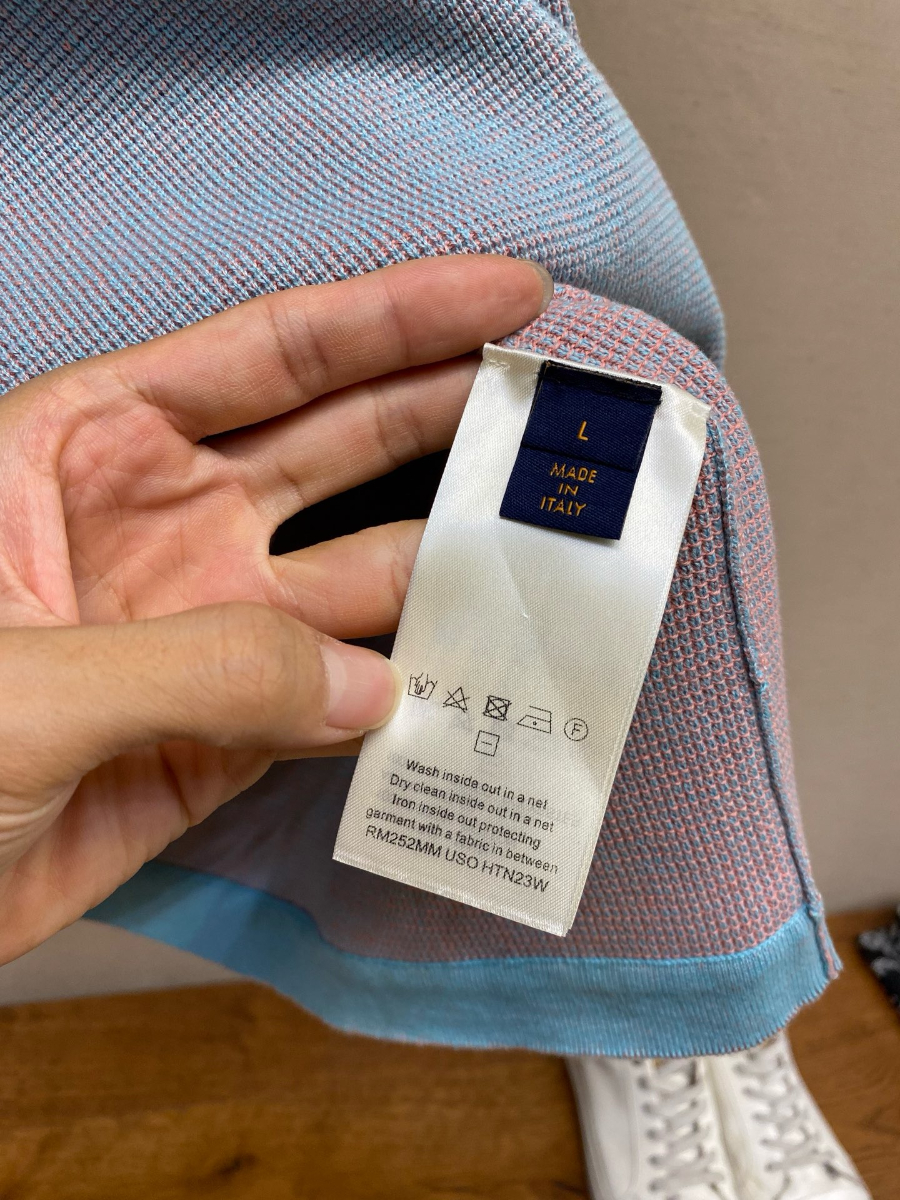 L
MADE
IN
ITALY
F
Wash inside out in a net
Dry clean inside out in a net
Iron inside out protecting
garment with a fabric in between
RM252MM USO HTN23W